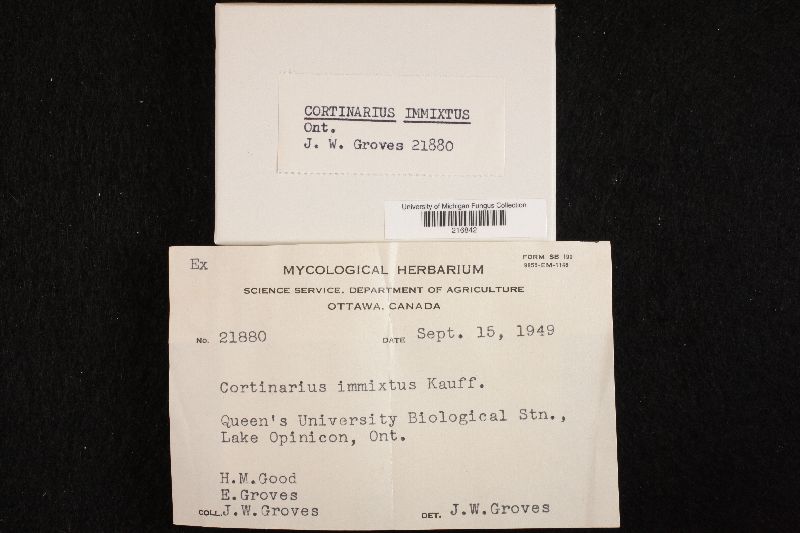 CORTINARIUS IMMIXTUS
Ont.
J. W. Groves 21880
University of Michigan Fungus Collection
216842
Ex
FORM SB 100
MYCOLOGICAL HERBARIUM
SCIENCE SERVICE, DEPARTMENT OF AGRICULTURE
OTTAWA, CANADA
No. 21880 DATE Sept. 15, 1949
Cortinarius immixtus Kauff.
Queen's University Biological Stn.,
Lake Opinicon, Ont.
H.M.Good
E.Groves
COLL. J.W.Groves DET. J.W.Groves